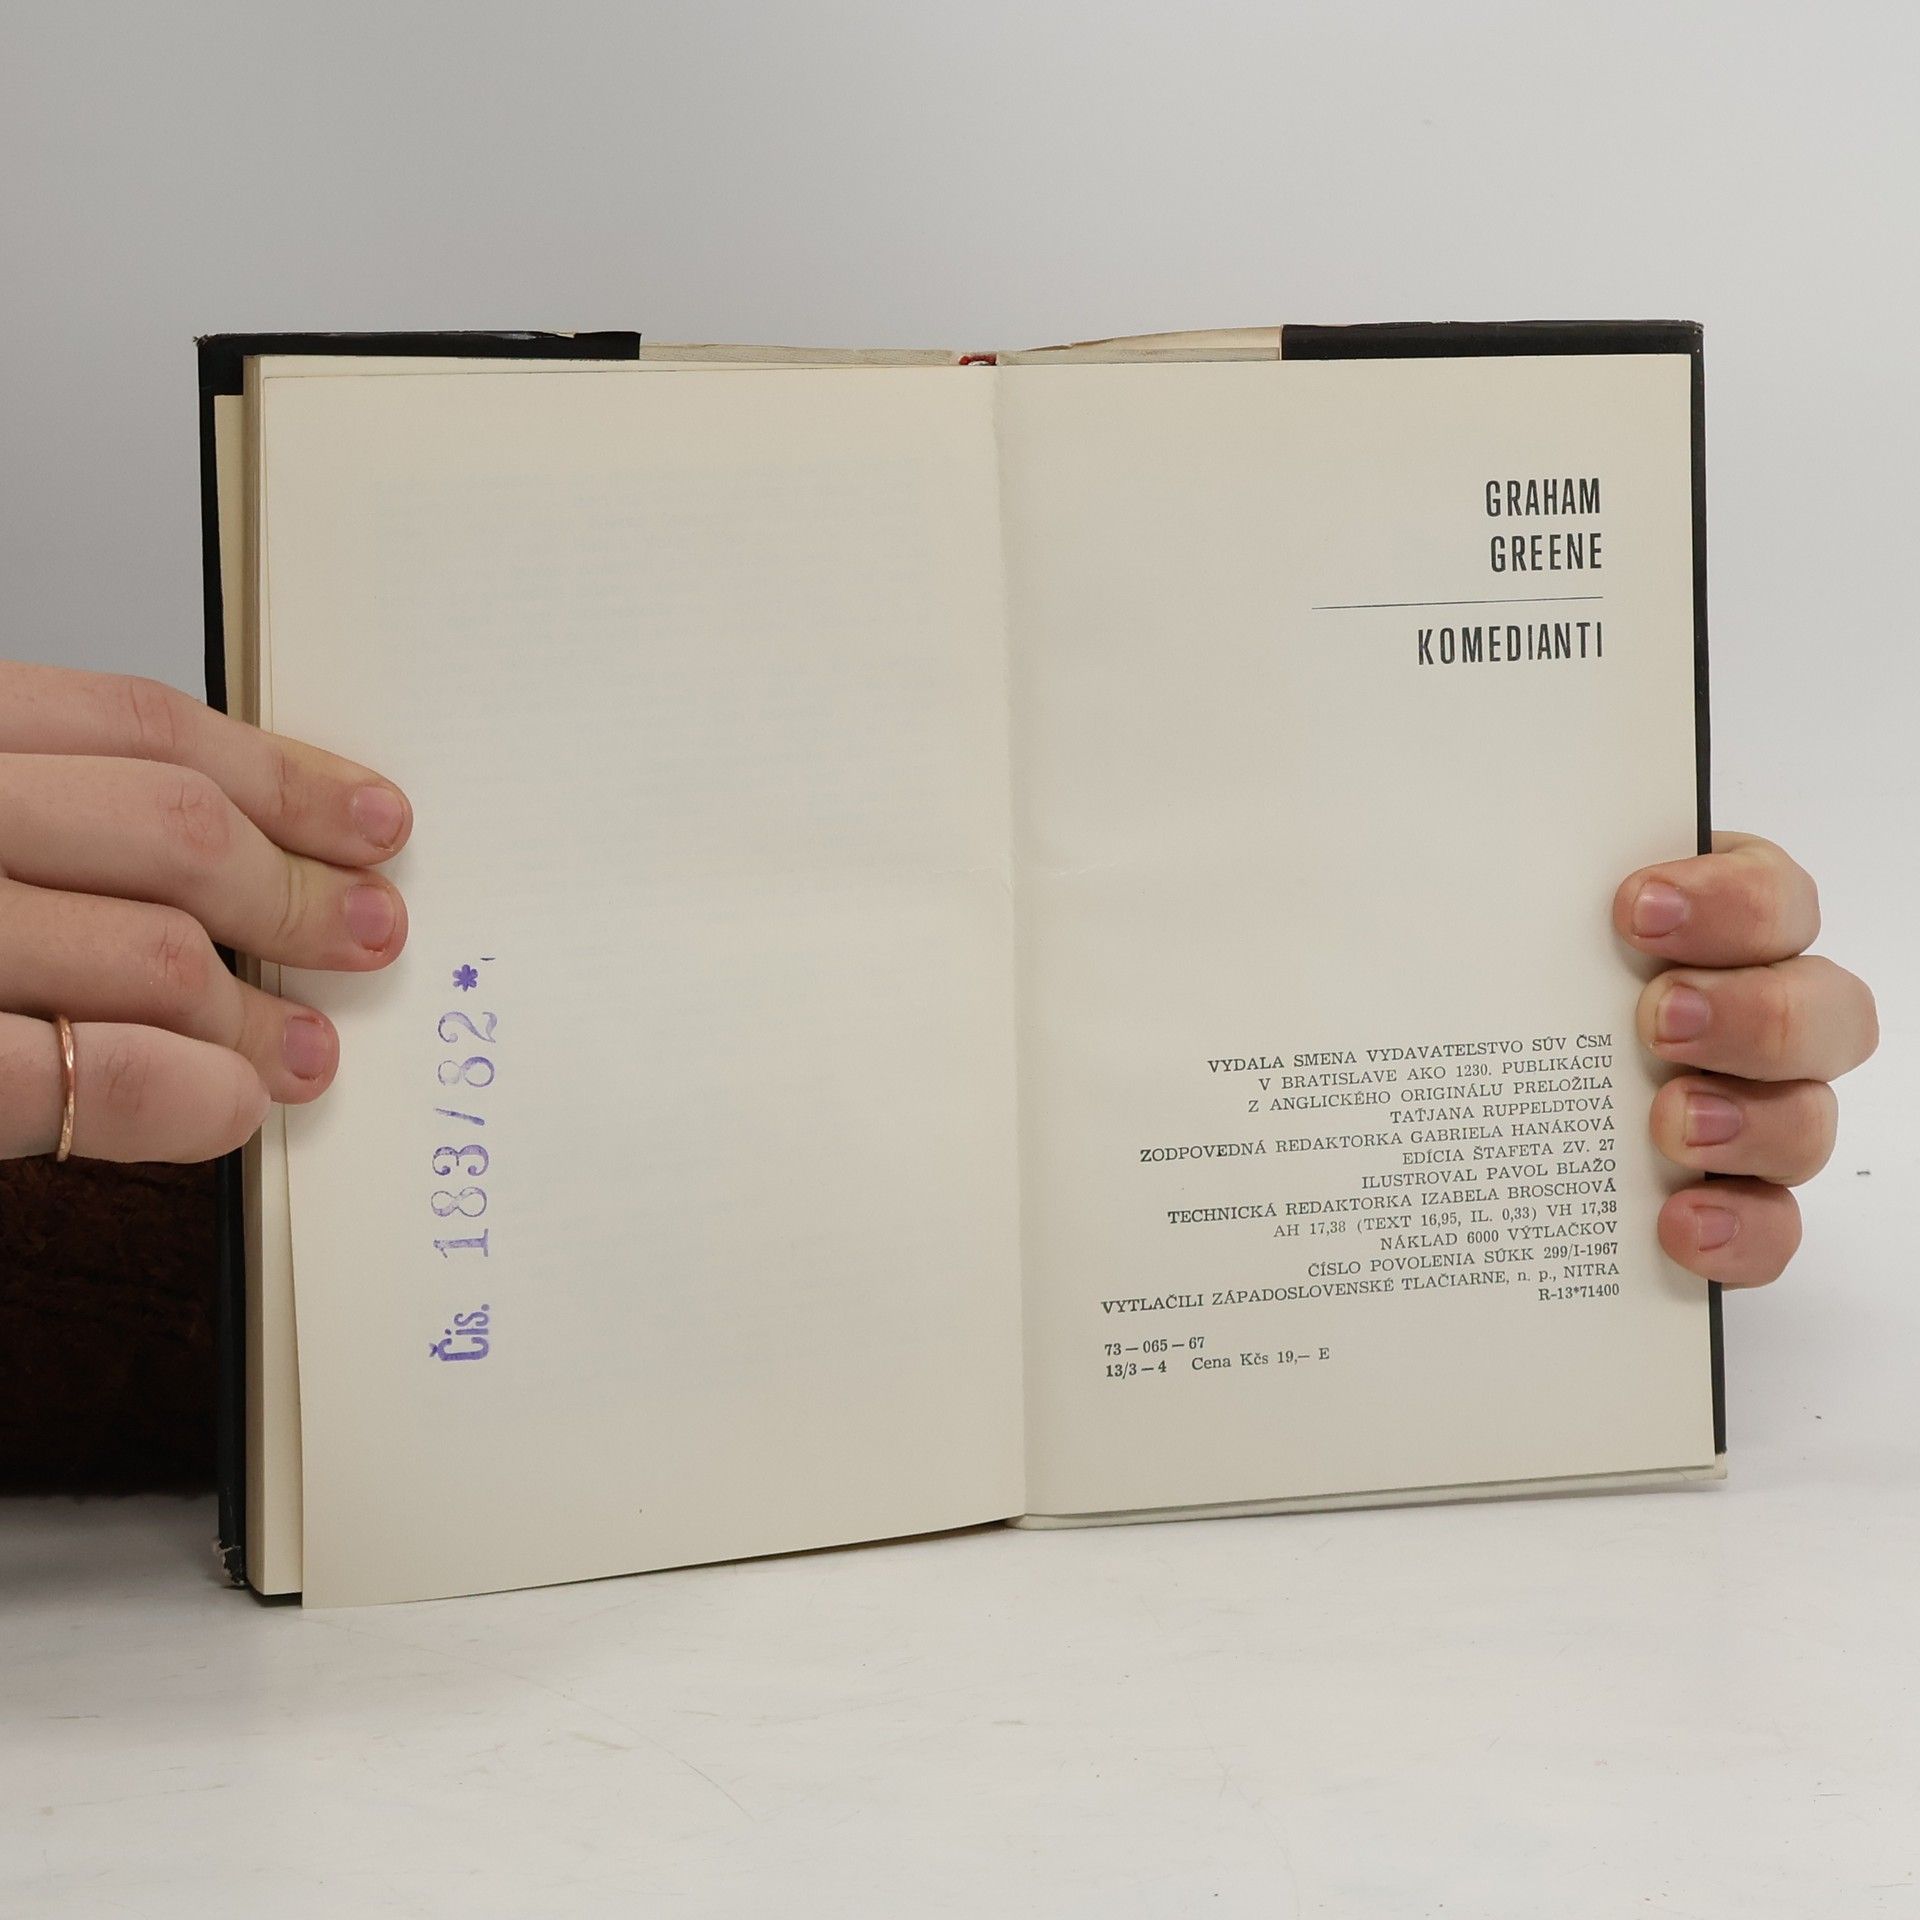 Čis. 183/82*
GRAHAM
GREENE
KOMEDIANTI
VYDALA SMENA VYDAVATEĽSTVO SÚV ČSM
V BRATISLAVE AKO 1230. PUBLIKÁCIU
Z ANGLICKÉHO ORIGINÁLU PRELOŽILA
TAŤJANA RUPPELDTOVÁ
ZODPOVEDNÁ REDAKTORKA GABRIELA HANÁKOVÁ
EDÍCIA ŠTAFETA ZV. 27
ILUSTROVAL PAVOL BLAŽO
TECHNICKÁ REDAKTORKA IZABELA BROSCHOVÁ
AH 17,38 (TEXT 16,95, IL. 0,33) VH 17,38
NÁKLAD 6000 VÝTLAČKOV
ČÍSLO POVOLENIA SÚKK 299/I-1967
VYTLAČILI ZÁPADOSLOVENSKÉ TLAČIARNE, n. p., NITRA
R-13*71400
73 — 065 — 67
13/3 — 4 Cena Kčs 19,— E